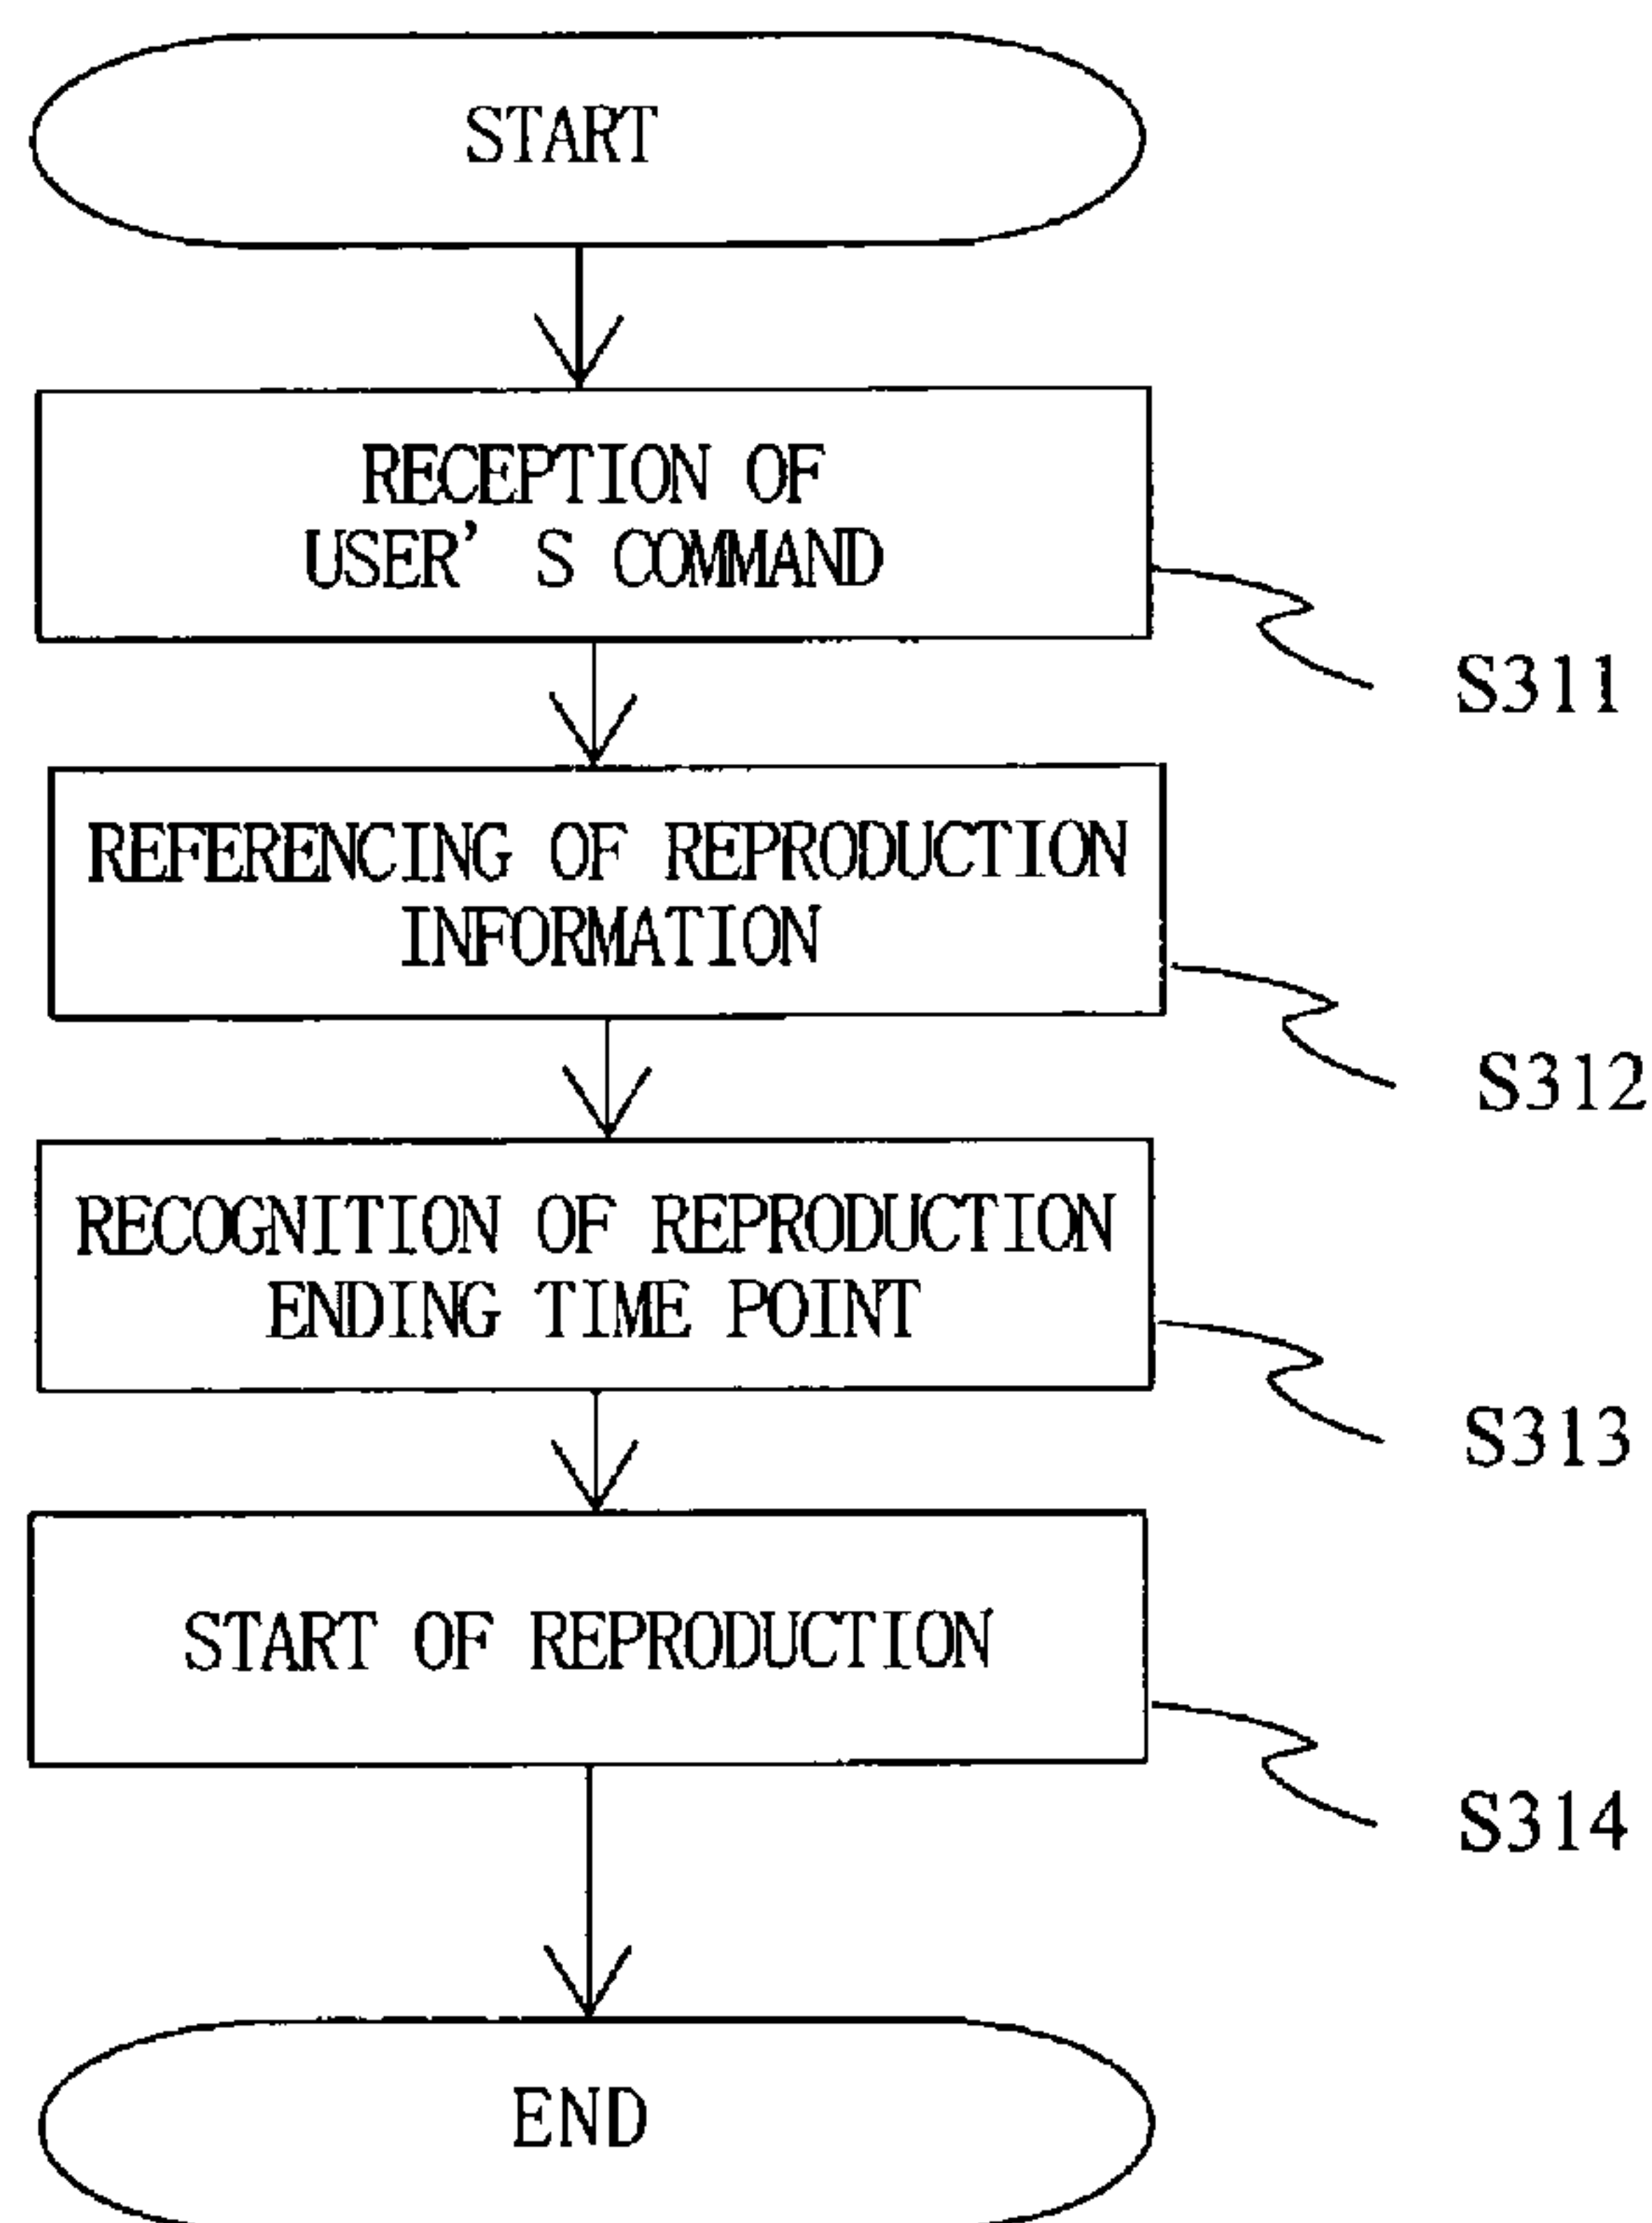 START
RECEPTION OF
USER'S COMMAND
S311
REFERENCING OF REPRODUCTION
INFORMATION
S312
RECOGNITION OF REPRODUCTION
ENDING TIME POINT
S313
START OF REPRODUCTION
S314
END